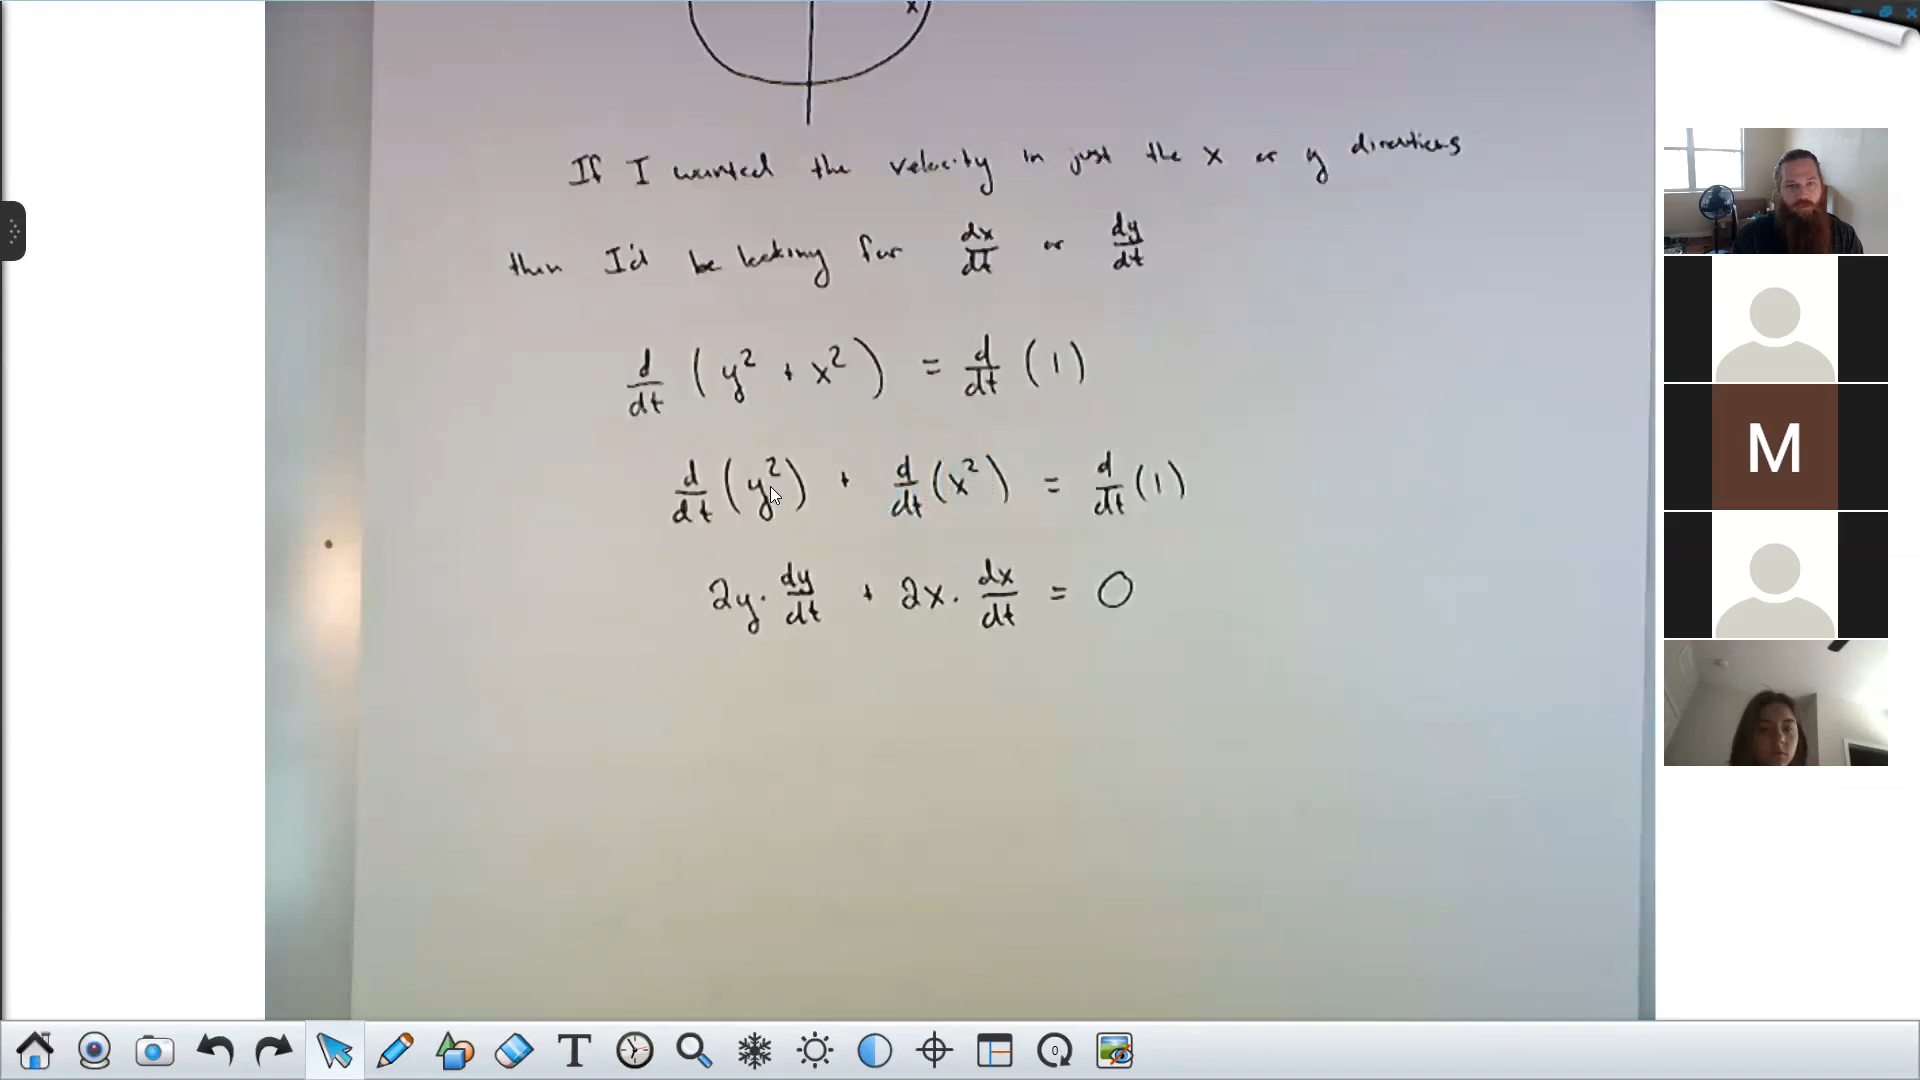 x
If I wanted the velocity in just the x or y directions
then I'd be looking for dx/dt or dy/dt
d/dt (y² + x²) = d/dt (1)
d/dt (y²) + d/dt (x²) = d/dt (1)
2y · dy/dt + 2x · dx/dt = 0
M
T
0